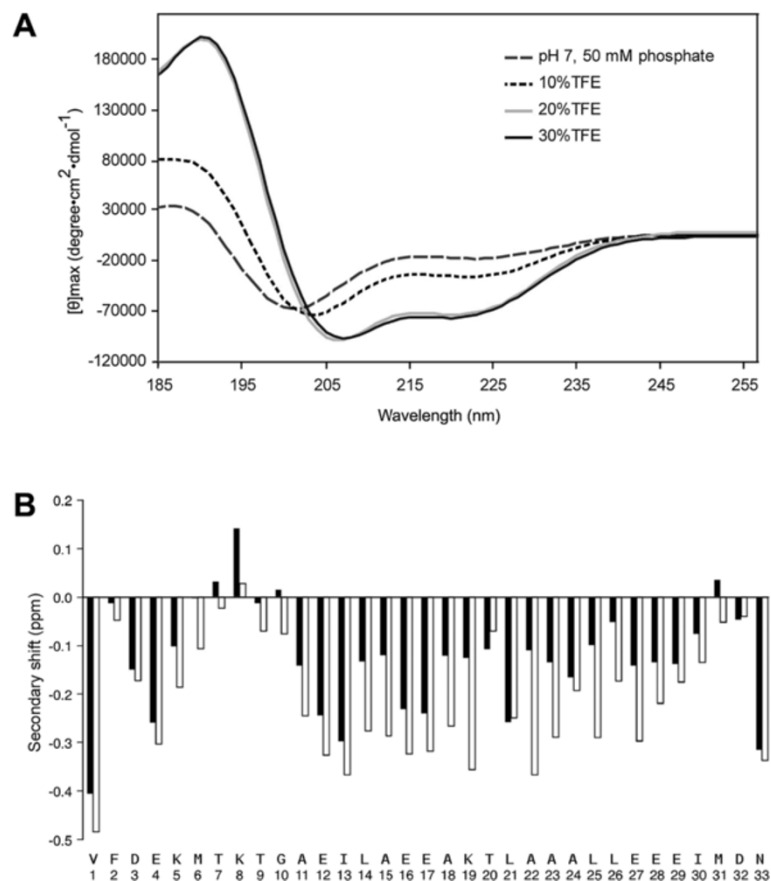 A
[θ]max (degree•cm2•dmol-1)
180000
130000
80000
30000
-20000
-70000
-120000
pH 7, 50 mM phosphate
10%TFE
20%TFE
30%TFE
185 195 205 215 225 235 245 255
Wavelength (nm)
B
Secondary shift (ppm)
0.2
0.1
0.0
-0.1
-0.2
-0.3
-0.4
-0.5
V F D E K M T K T G A E I L A E E A K T L A A A L L E E E I M D N
1 2 3 4 5 6 7 8 9 10 11 12 13 14 15 16 17 18 19 20 21 22 23 24 25 26 27 28 29 30 31 32 33